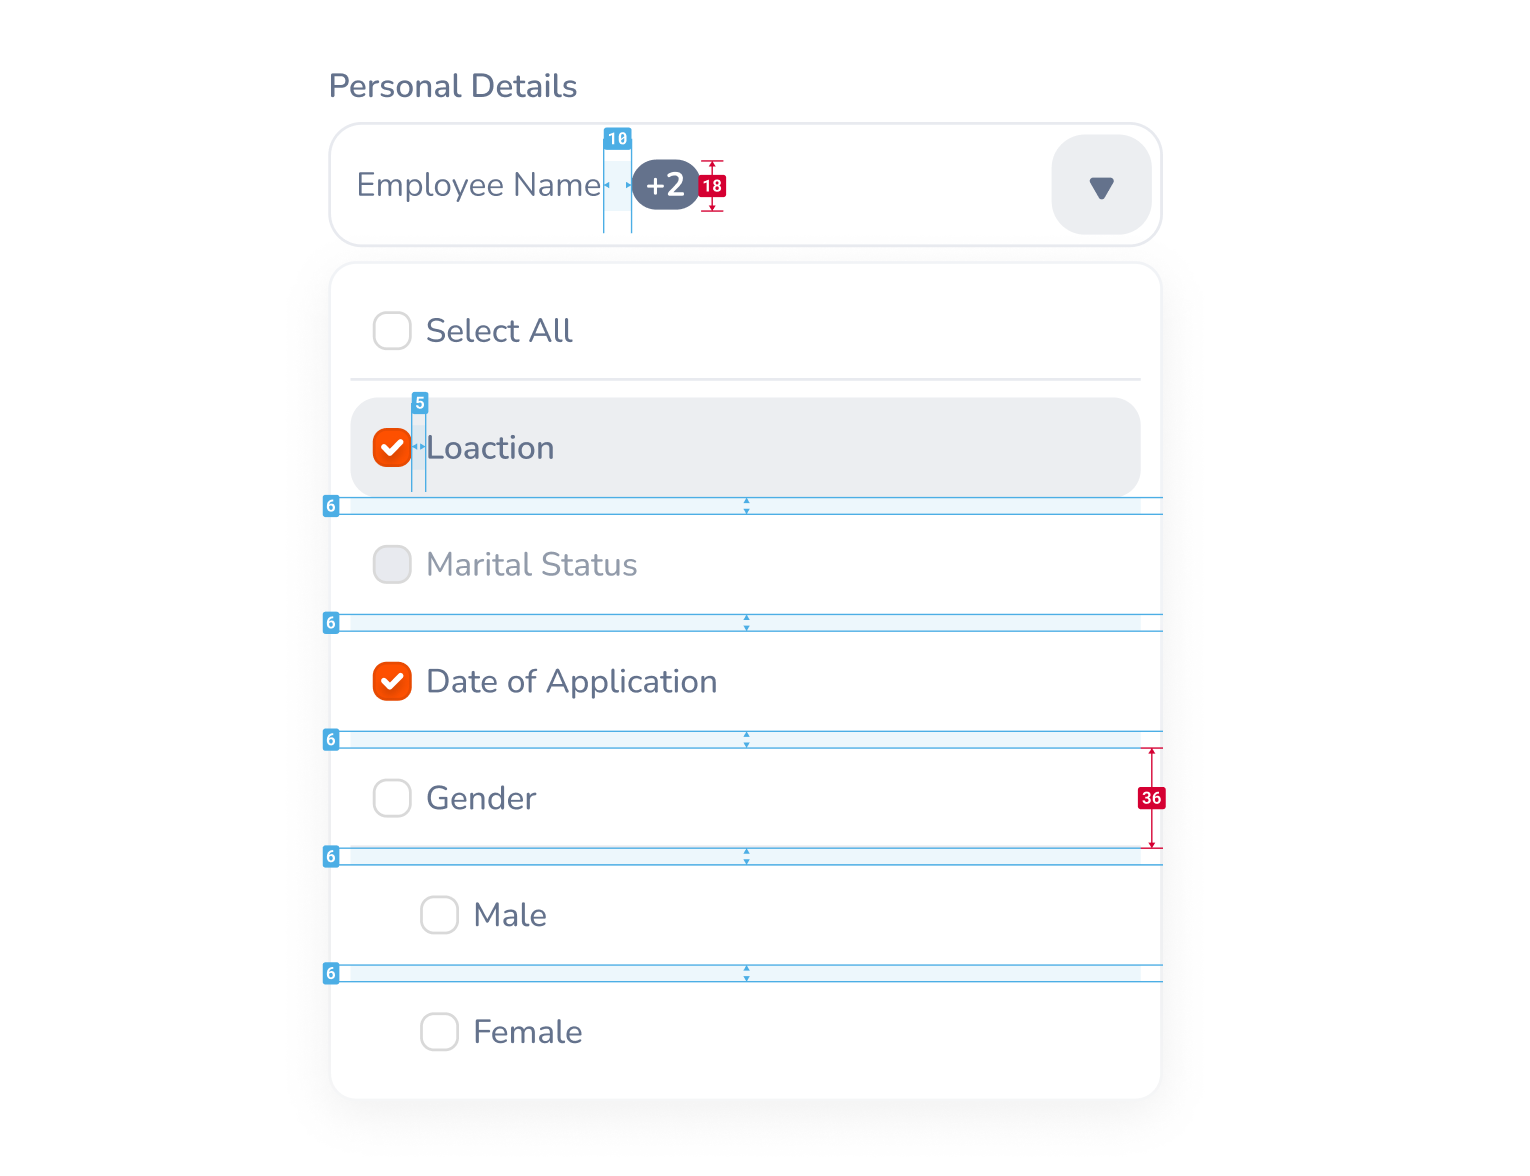 Personal Details
10
Employee Name +2 18
Select All
5
Loaction
6
Marital Status
6
Date of Application
6
Gender 36
6
Male
6
Female